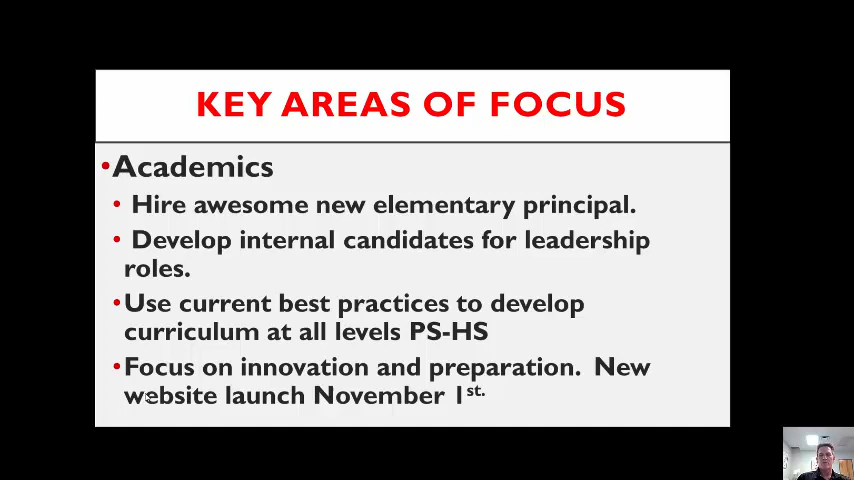 KEY AREAS OF FOCUS
•Academics
• Hire awesome new elementary principal.
• Develop internal candidates for leadership
roles.
•Use current best practices to develop
curriculum at all levels PS-HS
•Focus on innovation and preparation. New
website launch November 1st.